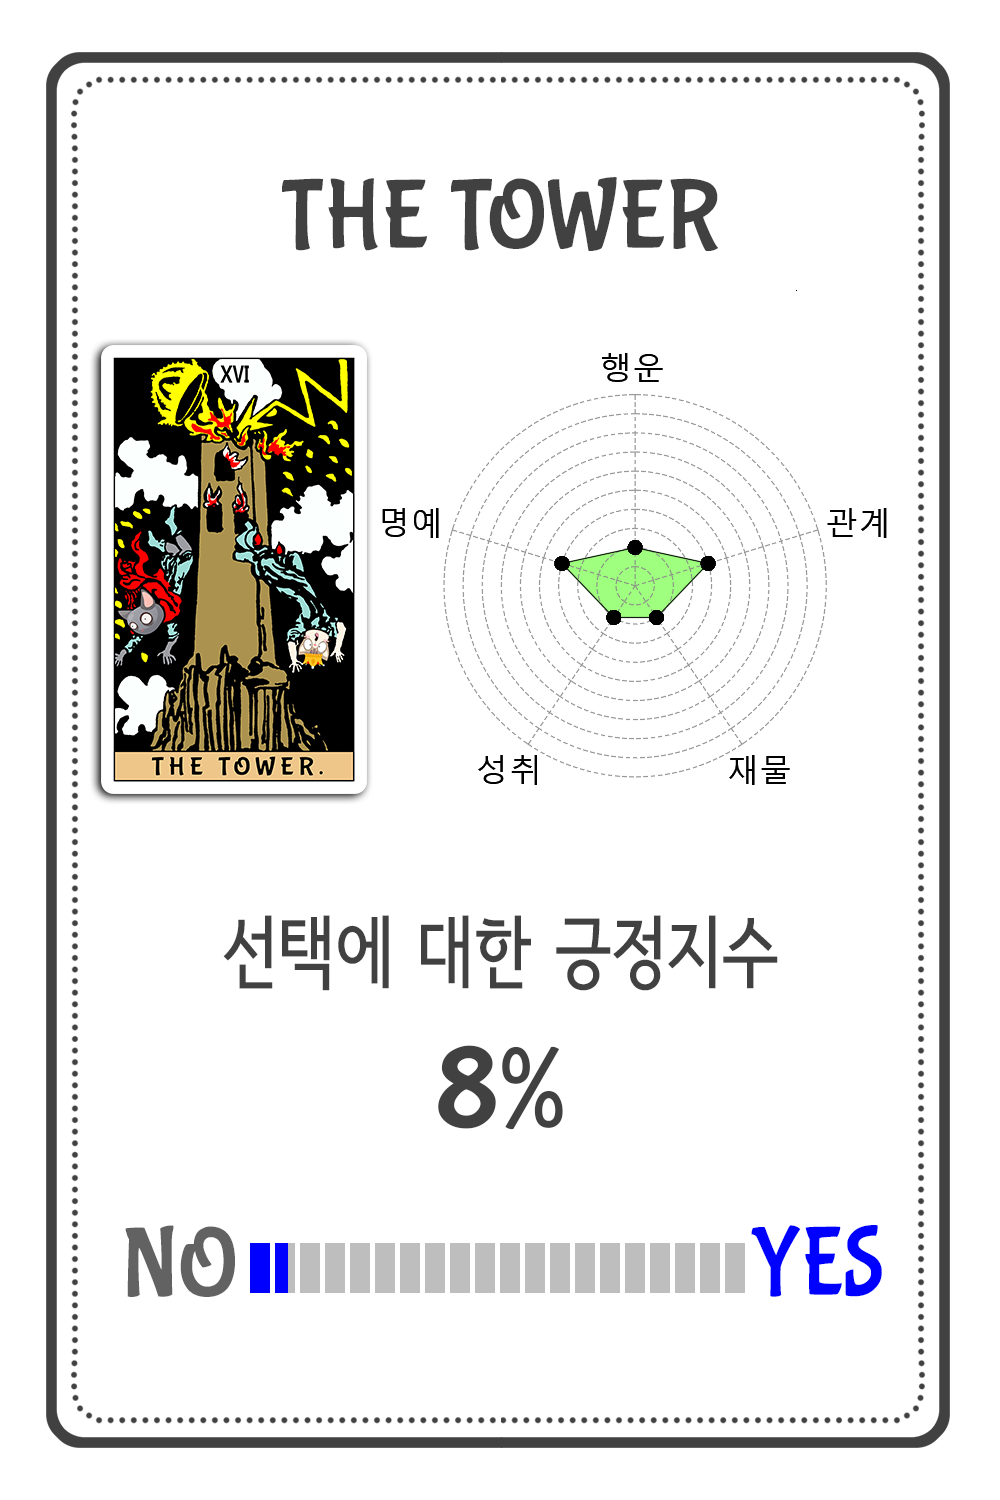 THE TOWER
XVI
THE TOWER.
행운
명예
관계
성취
재물
선택에 대한 긍정지수
8%
NO YES